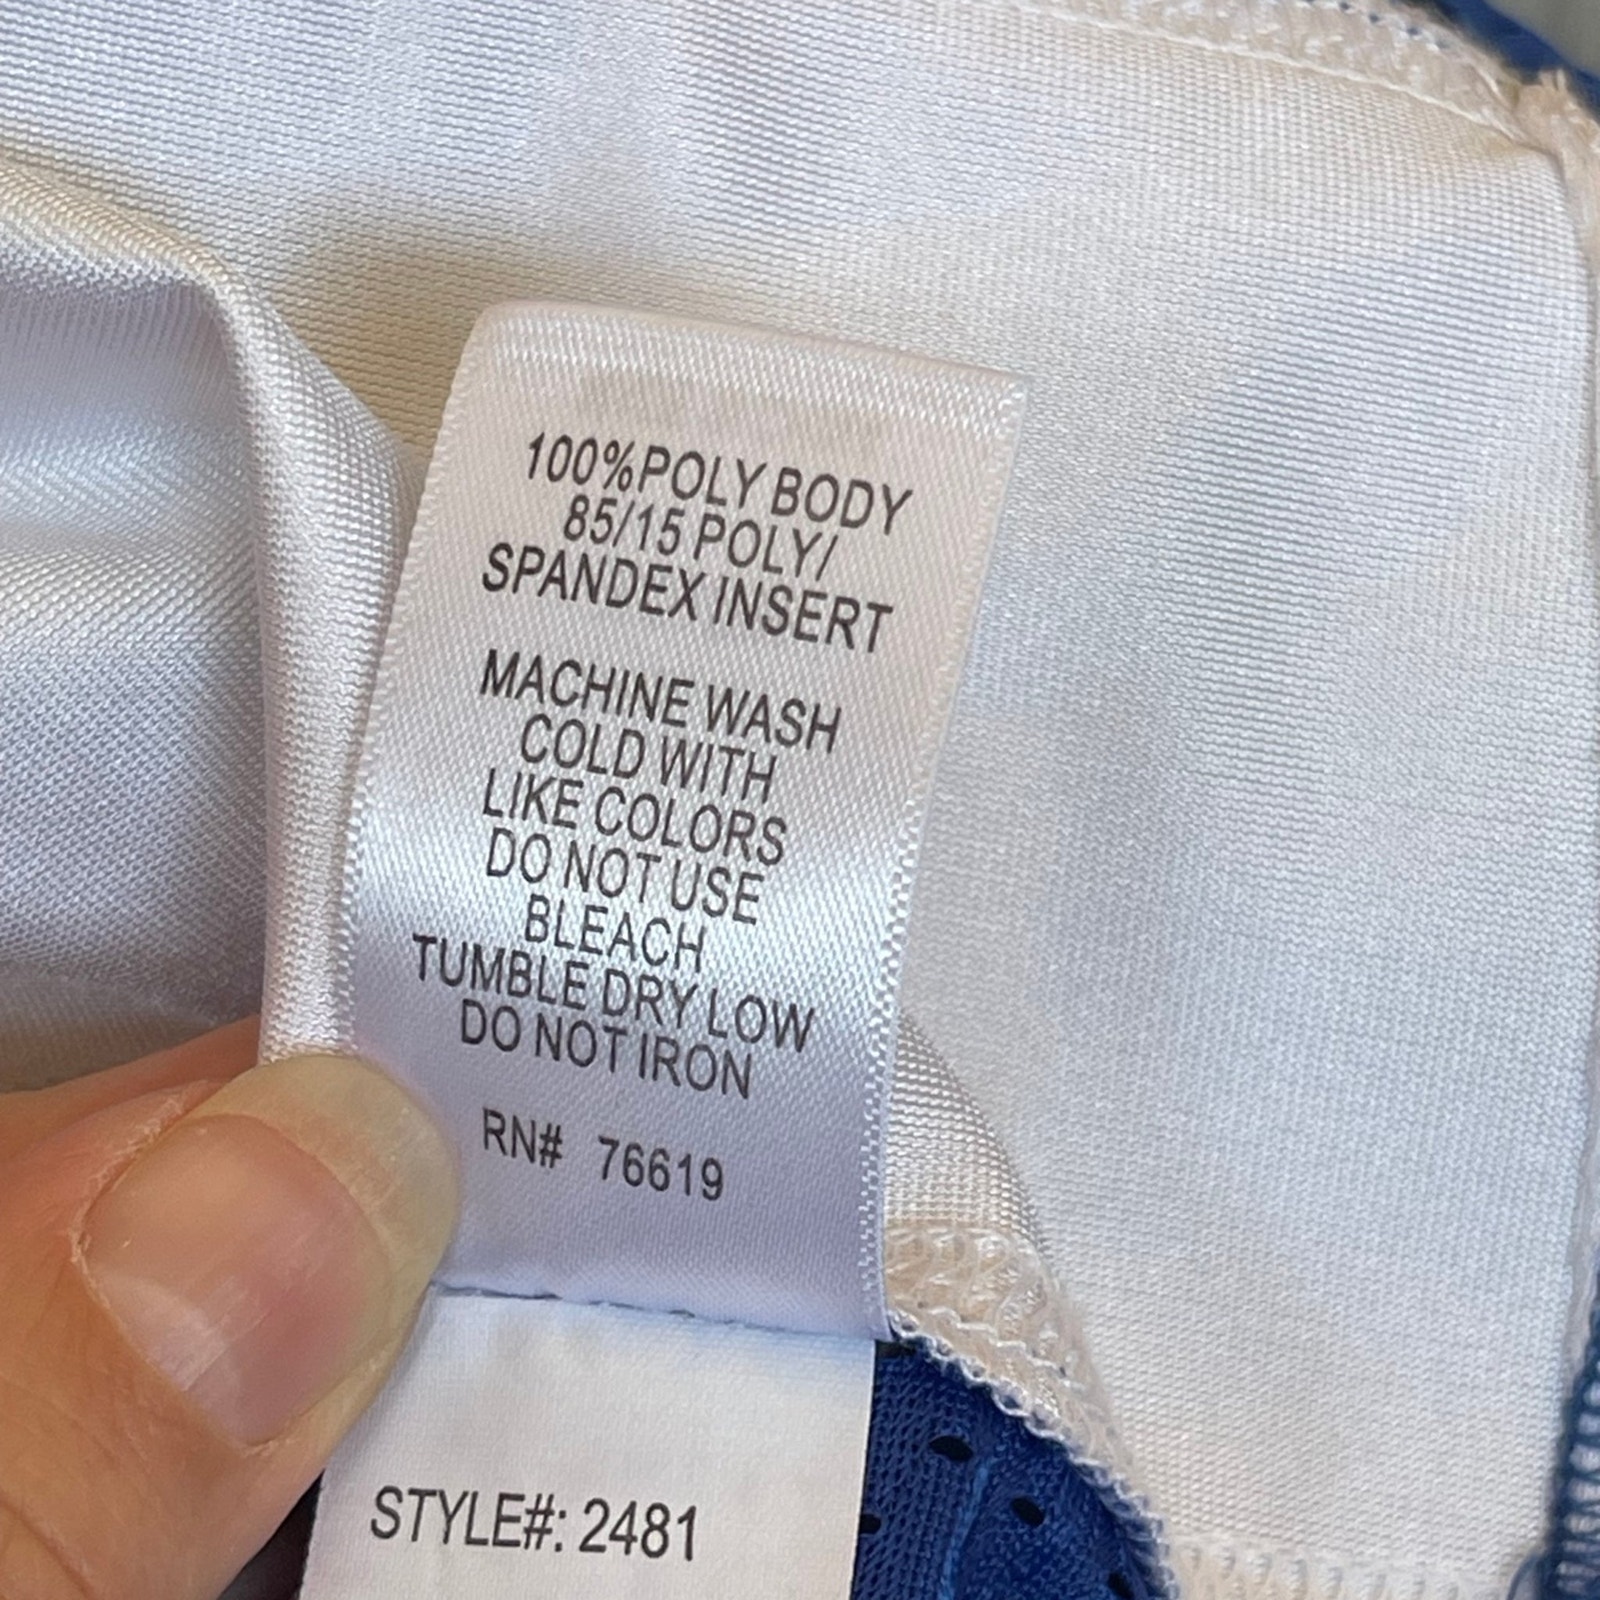 100%POLY BODY
85/15 POLY/
SPANDEX INSERT
MACHINE WASH
COLD WITH
LIKE COLORS
DO NOT USE
BLEACH
TUMBLE DRY LOW
DO NOT IRON
RN# 76619
STYLE#: 2481